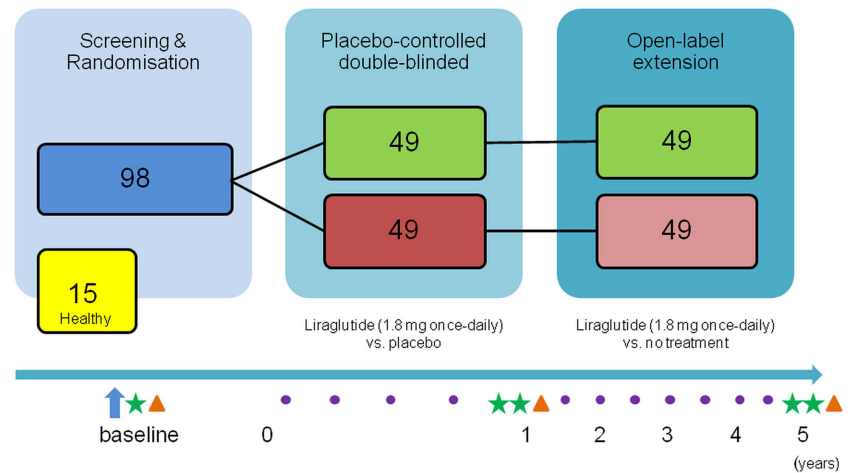 Screening &
Randomisation
Placebo-controlled
double-blinded
Open-label
extension
98
49
49
49
49
15
Healthy
Liraglutide (1.8 mg once-daily)
vs. placebo
Liraglutide (1.8 mg once-daily)
vs. no treatment
baseline
0
1
2
3
4
5
(years)